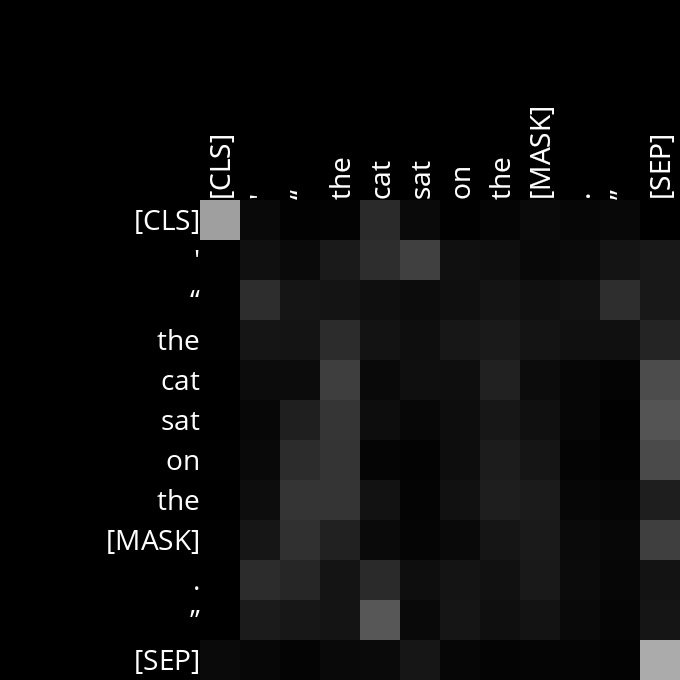 [CLS] ' “ the cat sat on the [MASK] . ” [SEP]
[CLS]
'
“
the
cat
sat
on
the
[MASK]
.
”
[SEP]